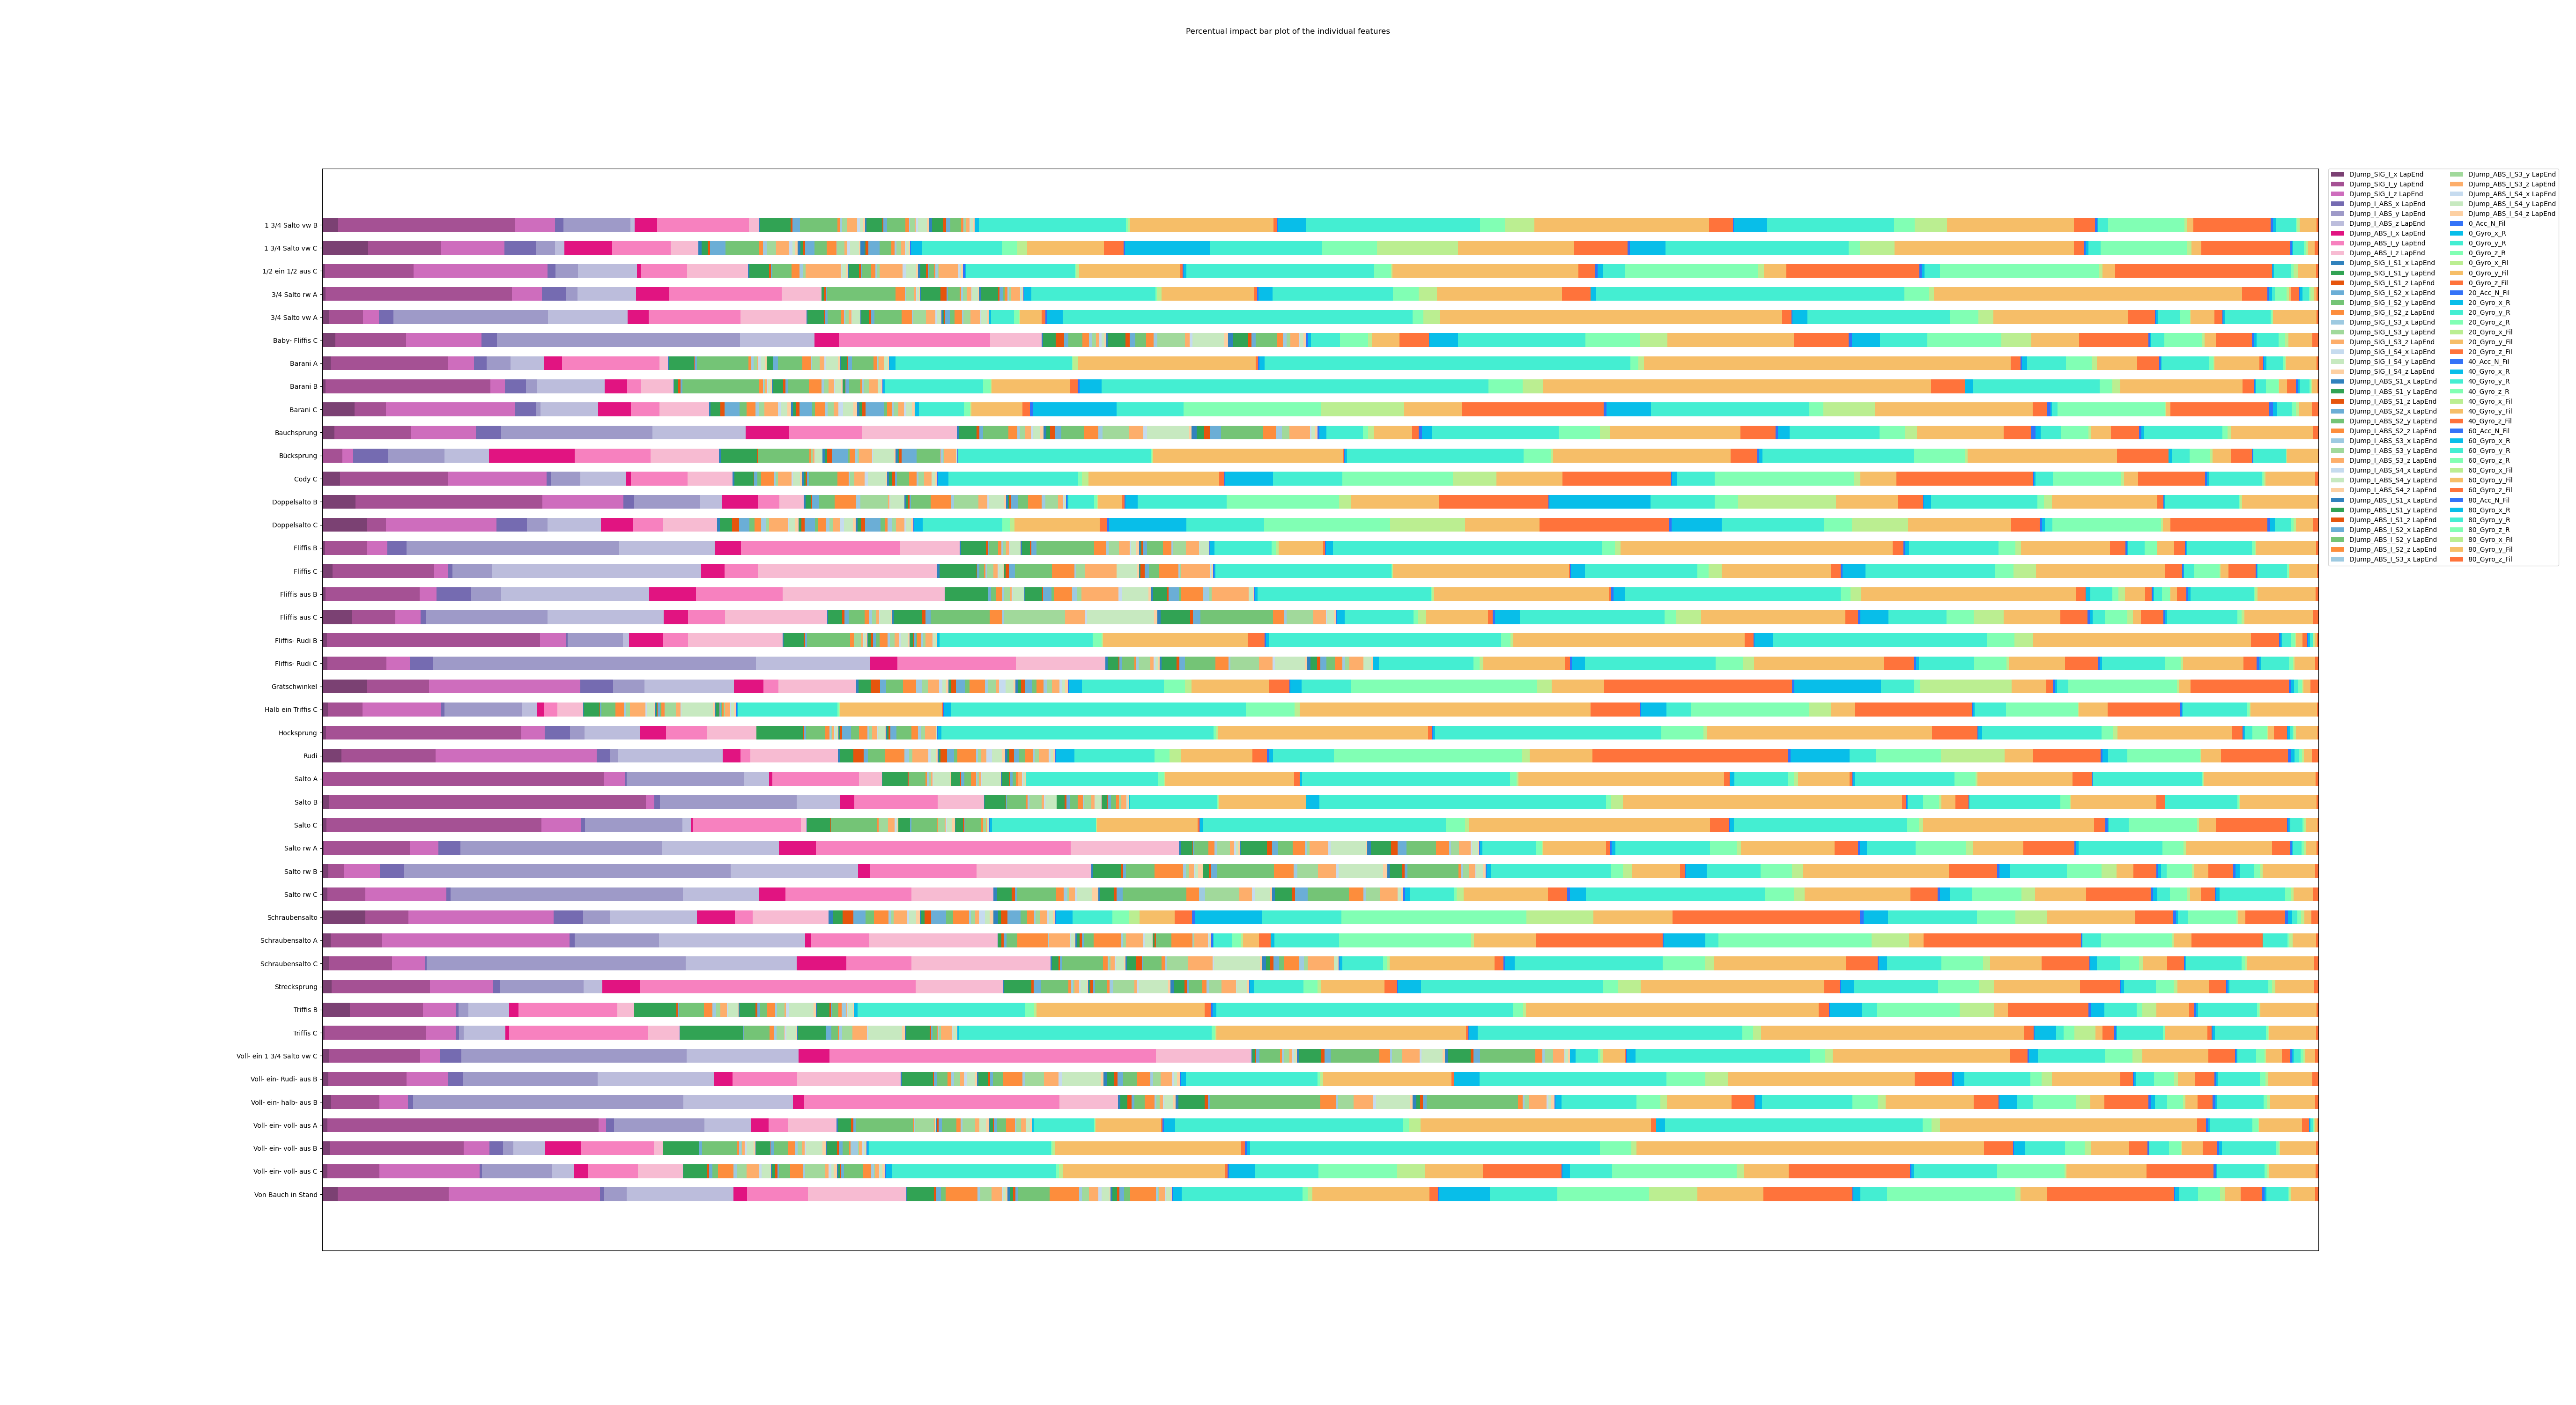 Percentual impact bar plot of the individual features
1 3/4 Salto vw B
1 3/4 Salto vw C
1/2 ein 1/2 aus C
3/4 Salto rw A
3/4 Salto vw A
Baby- Fliffis C
Barani A
Barani B
Barani C
Bauchsprung
Bücksprung
Cody C
Doppelsalto B
Doppelsalto C
Fliffis B
Fliffis C
Fliffis aus B
Fliffis aus C
Fliffis- Rudi B
Fliffis- Rudi C
Grätschwinkel
Halb ein Triffis C
Hocksprung
Rudi
Salto A
Salto B
Salto C
Salto rw A
Salto rw B
Salto rw C
Schraubensalto
Schraubensalto A
Schraubensalto C
Strecksprung
Triffis B
Triffis C
Voll- ein 1 3/4 Salto vw C
Voll- ein- Rudi- aus B
Voll- ein- halb- aus B
Voll- ein- voll- aus A
Voll- ein- voll- aus B
Voll- ein- voll- aus C
Von Bauch in Stand
DJump_SIG_I_x LapEnd
DJump_SIG_I_y LapEnd
DJump_SIG_I_z LapEnd
DJump_I_ABS_x LapEnd
DJump_I_ABS_y LapEnd
DJump_I_ABS_z LapEnd
DJump_ABS_I_x LapEnd
DJump_ABS_I_y LapEnd
DJump_ABS_I_z LapEnd
DJump_SIG_I_S1_x LapEnd
DJump_SIG_I_S1_y LapEnd
DJump_SIG_I_S1_z LapEnd
DJump_SIG_I_S2_x LapEnd
DJump_SIG_I_S2_y LapEnd
DJump_SIG_I_S2_z LapEnd
DJump_SIG_I_S3_x LapEnd
DJump_SIG_I_S3_y LapEnd
DJump_SIG_I_S3_z LapEnd
DJump_SIG_I_S4_x LapEnd
DJump_SIG_I_S4_y LapEnd
DJump_SIG_I_S4_z LapEnd
DJump_I_ABS_S1_x LapEnd
DJump_I_ABS_S1_y LapEnd
DJump_I_ABS_S1_z LapEnd
DJump_I_ABS_S2_x LapEnd
DJump_I_ABS_S2_y LapEnd
DJump_I_ABS_S2_z LapEnd
DJump_I_ABS_S3_x LapEnd
DJump_I_ABS_S3_y LapEnd
DJump_I_ABS_S3_z LapEnd
DJump_I_ABS_S4_x LapEnd
DJump_I_ABS_S4_y LapEnd
DJump_I_ABS_S4_z LapEnd
DJump_ABS_I_S1_x LapEnd
DJump_ABS_I_S1_y LapEnd
DJump_ABS_I_S1_z LapEnd
DJump_ABS_I_S2_x LapEnd
DJump_ABS_I_S2_y LapEnd
DJump_ABS_I_S2_z LapEnd
DJump_ABS_I_S3_x LapEnd
DJump_ABS_I_S3_y LapEnd
DJump_ABS_I_S3_z LapEnd
DJump_ABS_I_S4_x LapEnd
DJump_ABS_I_S4_y LapEnd
DJump_ABS_I_S4_z LapEnd
0_Acc_N_Fil
0_Gyro_x_R
0_Gyro_y_R
0_Gyro_z_R
0_Gyro_x_Fil
0_Gyro_y_Fil
0_Gyro_z_Fil
20_Acc_N_Fil
20_Gyro_x_R
20_Gyro_y_R
20_Gyro_z_R
20_Gyro_x_Fil
20_Gyro_y_Fil
20_Gyro_z_Fil
40_Acc_N_Fil
40_Gyro_x_R
40_Gyro_y_R
40_Gyro_z_R
40_Gyro_x_Fil
40_Gyro_y_Fil
40_Gyro_z_Fil
60_Acc_N_Fil
60_Gyro_x_R
60_Gyro_y_R
60_Gyro_z_R
60_Gyro_x_Fil
60_Gyro_y_Fil
60_Gyro_z_Fil
80_Acc_N_Fil
80_Gyro_x_R
80_Gyro_y_R
80_Gyro_z_R
80_Gyro_x_Fil
80_Gyro_y_Fil
80_Gyro_z_Fil